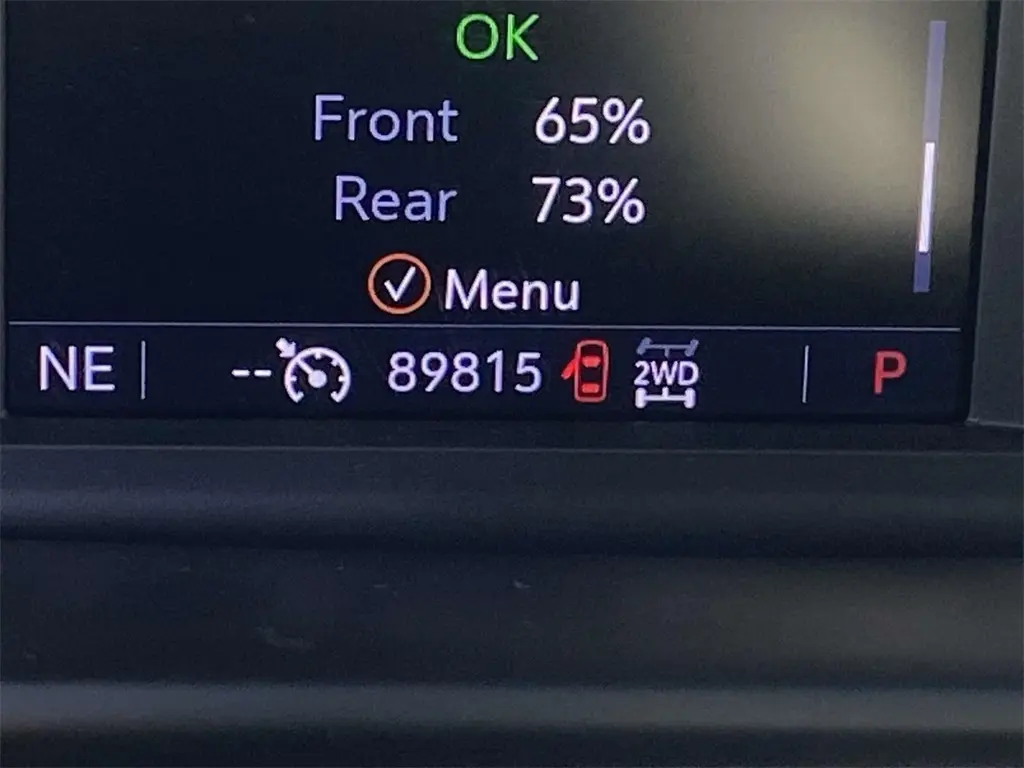 OK
Front 65%
Rear 73%
Menu
NE -- 89815 2WD P